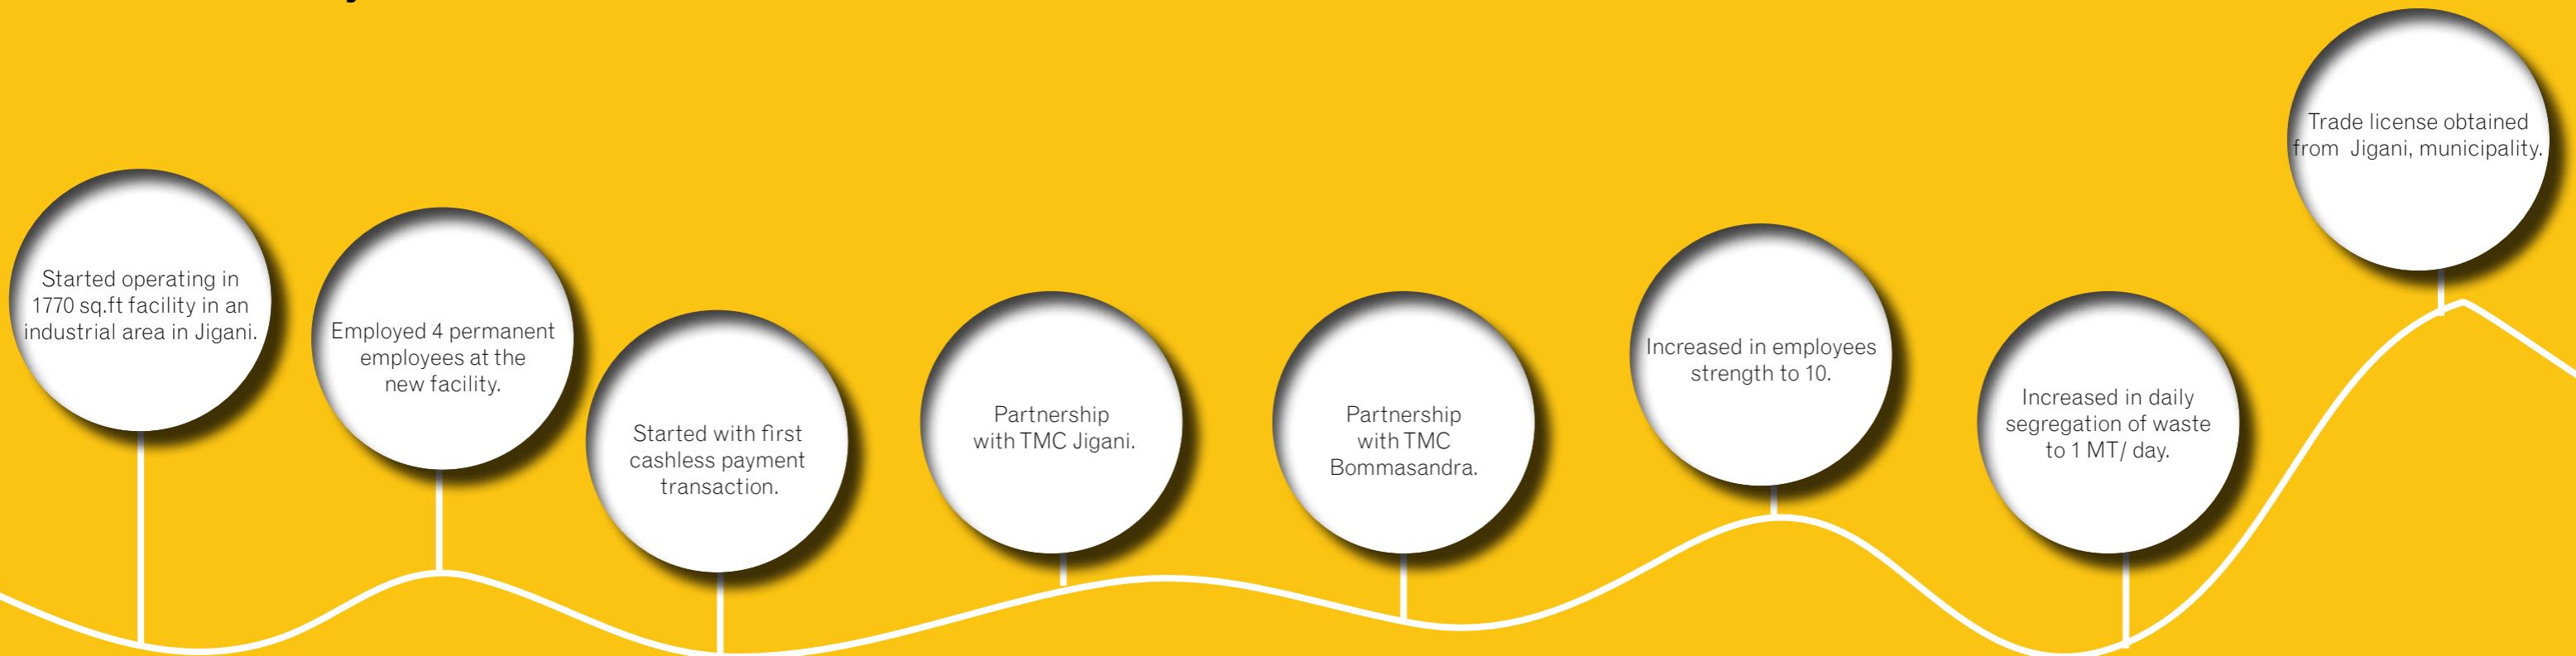 Started operating in
1770 sq.ft facility in an
industrial area in Jigani.
Employed 4 permanent
employees at the
new facility.
Started with first
cashless payment
transaction.
Partnership
with TMC Jigani.
Partnership
with TMC
Bommasandra.
Increased in employees
strength to 10.
Increased in daily
segregation of waste
to 1 MT/ day.
Trade license obtained
from  Jigani, municipality.